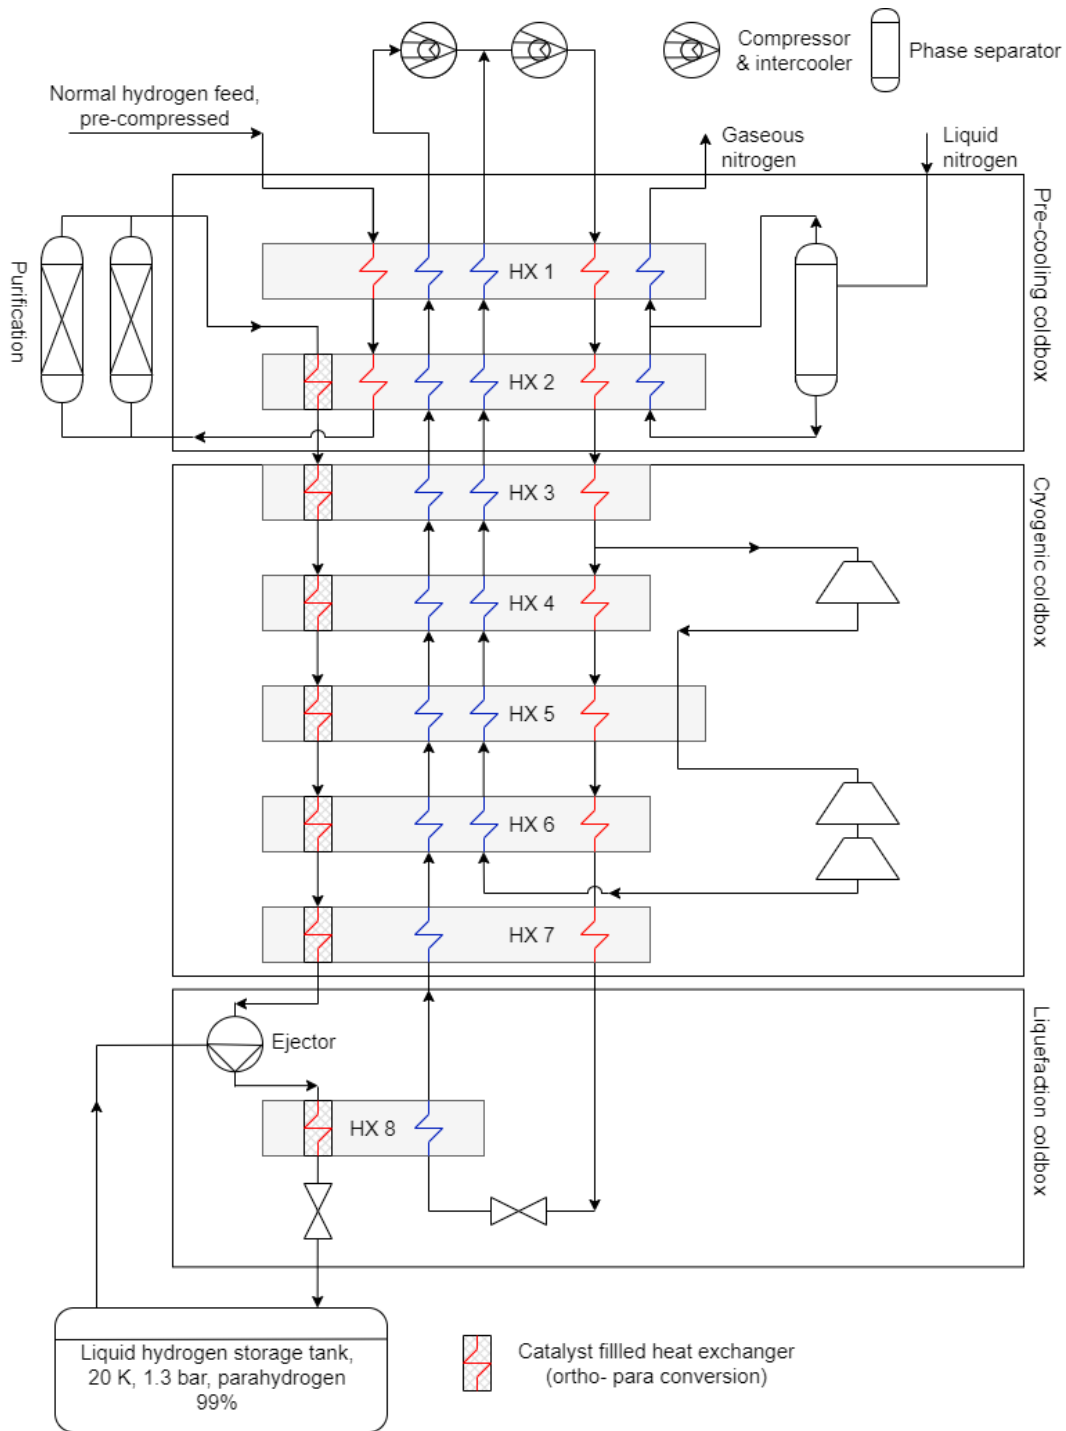 Compressor
& intercooler
Phase separator
Normal hydrogen feed,
pre-compressed
Gaseous
nitrogen
Liquid
nitrogen
Pre-cooling coldbox
Purification
HX 1
HX 2
HX 3
Cryogenic coldbox
HX 4
HX 5
HX 6
HX 7
Liquefaction coldbox
Ejector
HX 8
Liquid hydrogen storage tank,
20 K, 1.3 bar, parahydrogen
99%
Catalyst fillled heat exchanger
(ortho- para conversion)